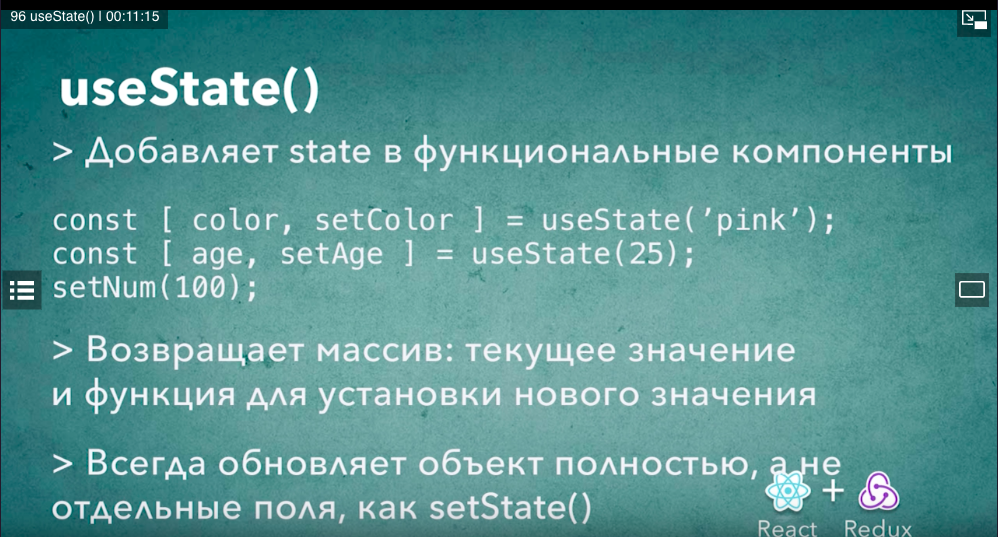 96 useState() | 00:11:15
useState()
> Добавляет state в функциональные компоненты
const [ color, setColor ] = useState(’pink’);
const [ age, setAge ] = useState(25);
setNum(100);
> Возвращает массив: текущее значение
и функция для установки нового значения
> Всегда обновляет объект полностью, а не
отдельные поля, как setState()
+
React Redux